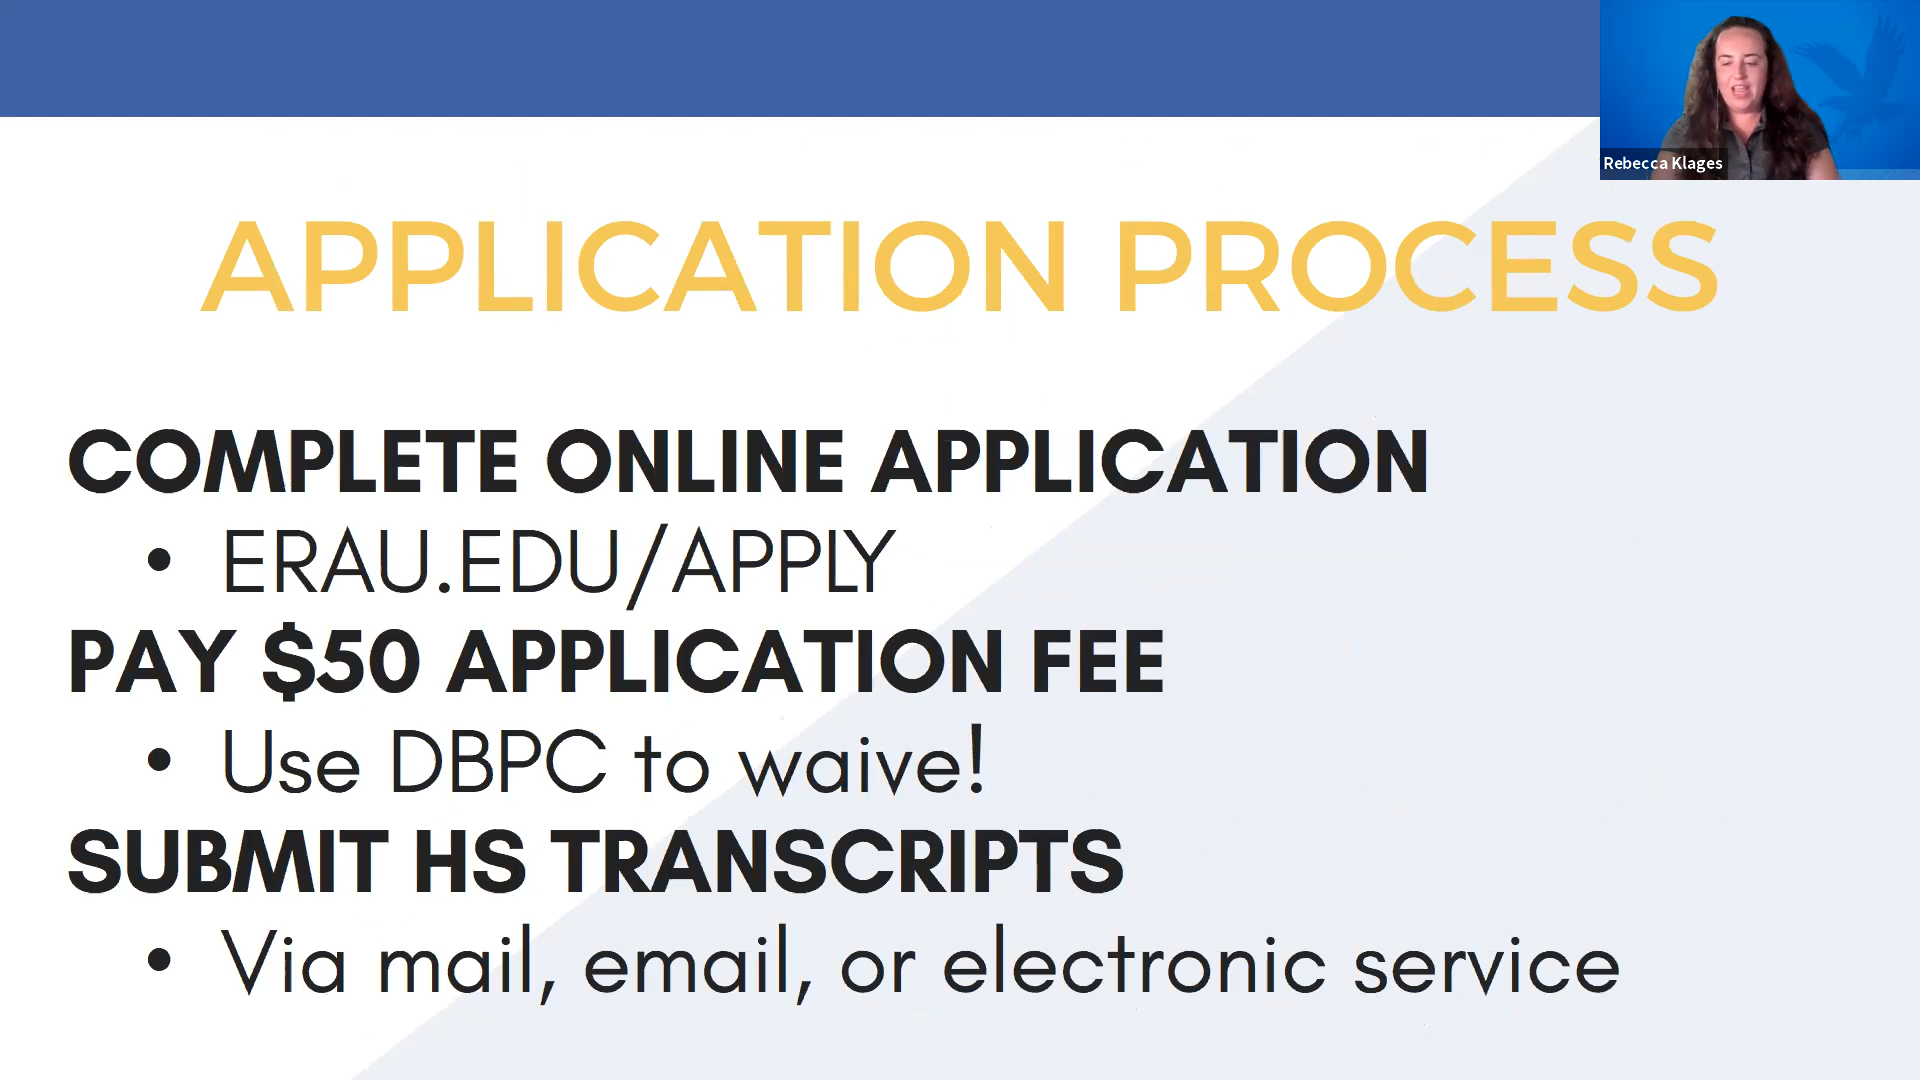 Rebecca Klages
APPLICATION PROCESS
COMPLETE ONLINE APPLICATION
• ERAU.EDU/APPLY
PAY $50 APPLICATION FEE
• Use DBPC to waive!
SUBMIT HS TRANSCRIPTS
• Via mail, email, or electronic service